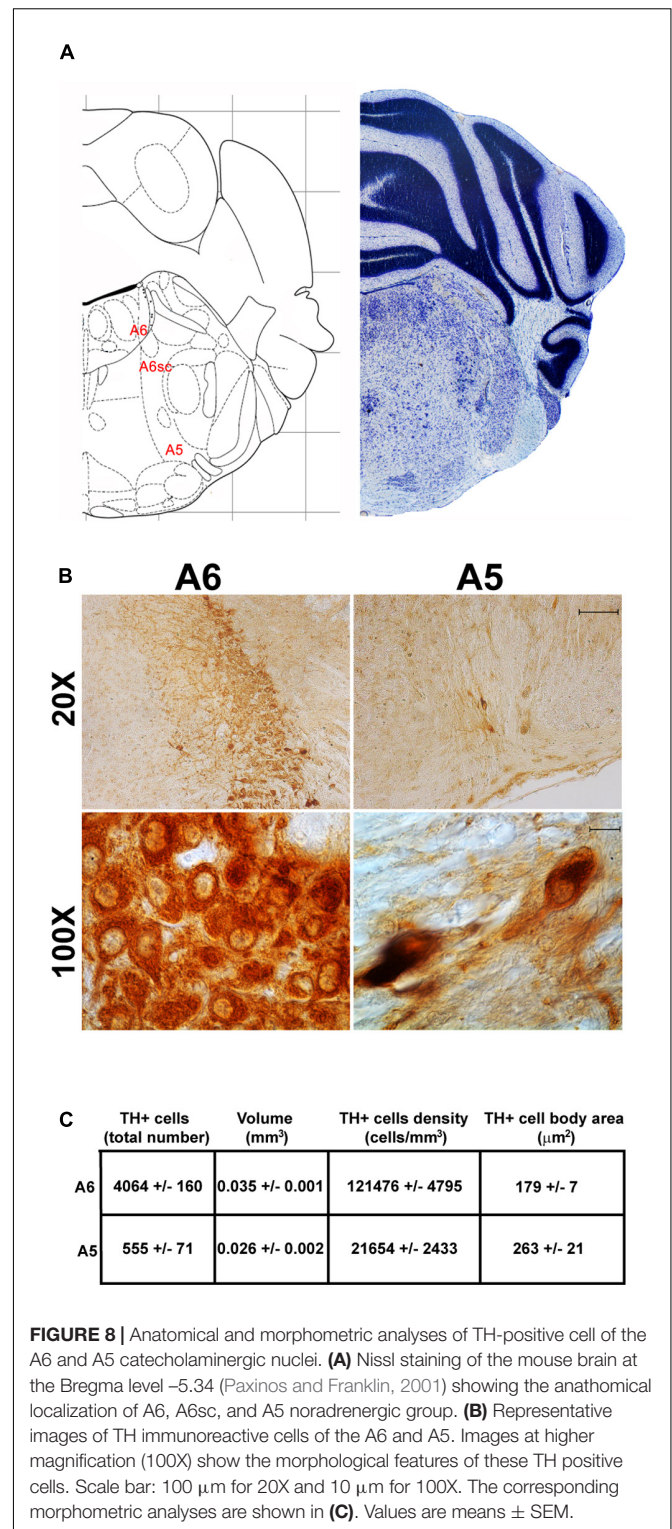 A
A6
A6sc
A5
B
A6 A5
20X
100X
C
TH+ cells (total number) Volume (mm³) TH+ cells density (cells/mm³) TH+ cell body area (μm²)
A6 4064 +/- 160 0.035 +/- 0.001 121476 +/- 4795 179 +/- 7
A5 555 +/- 71 0.026 +/- 0.002 21654 +/- 2433 263 +/- 21
FIGURE 8 | Anatomical and morphometric analyses of TH-positive cell of the
A6 and A5 catecholaminergic nuclei. (A) Nissl staining of the mouse brain at
the Bregma level –5.34 (Paxinos and Franklin, 2001) showing the anathomical
localization of A6, A6sc, and A5 noradrenergic group. (B) Representative
images of TH immunoreactive cells of the A6 and A5. Images at higher
magnification (100X) show the morphological features of these TH positive
cells. Scale bar: 100 μm for 20X and 10 μm for 100X. The corresponding
morphometric analyses are shown in (C). Values are means ± SEM.